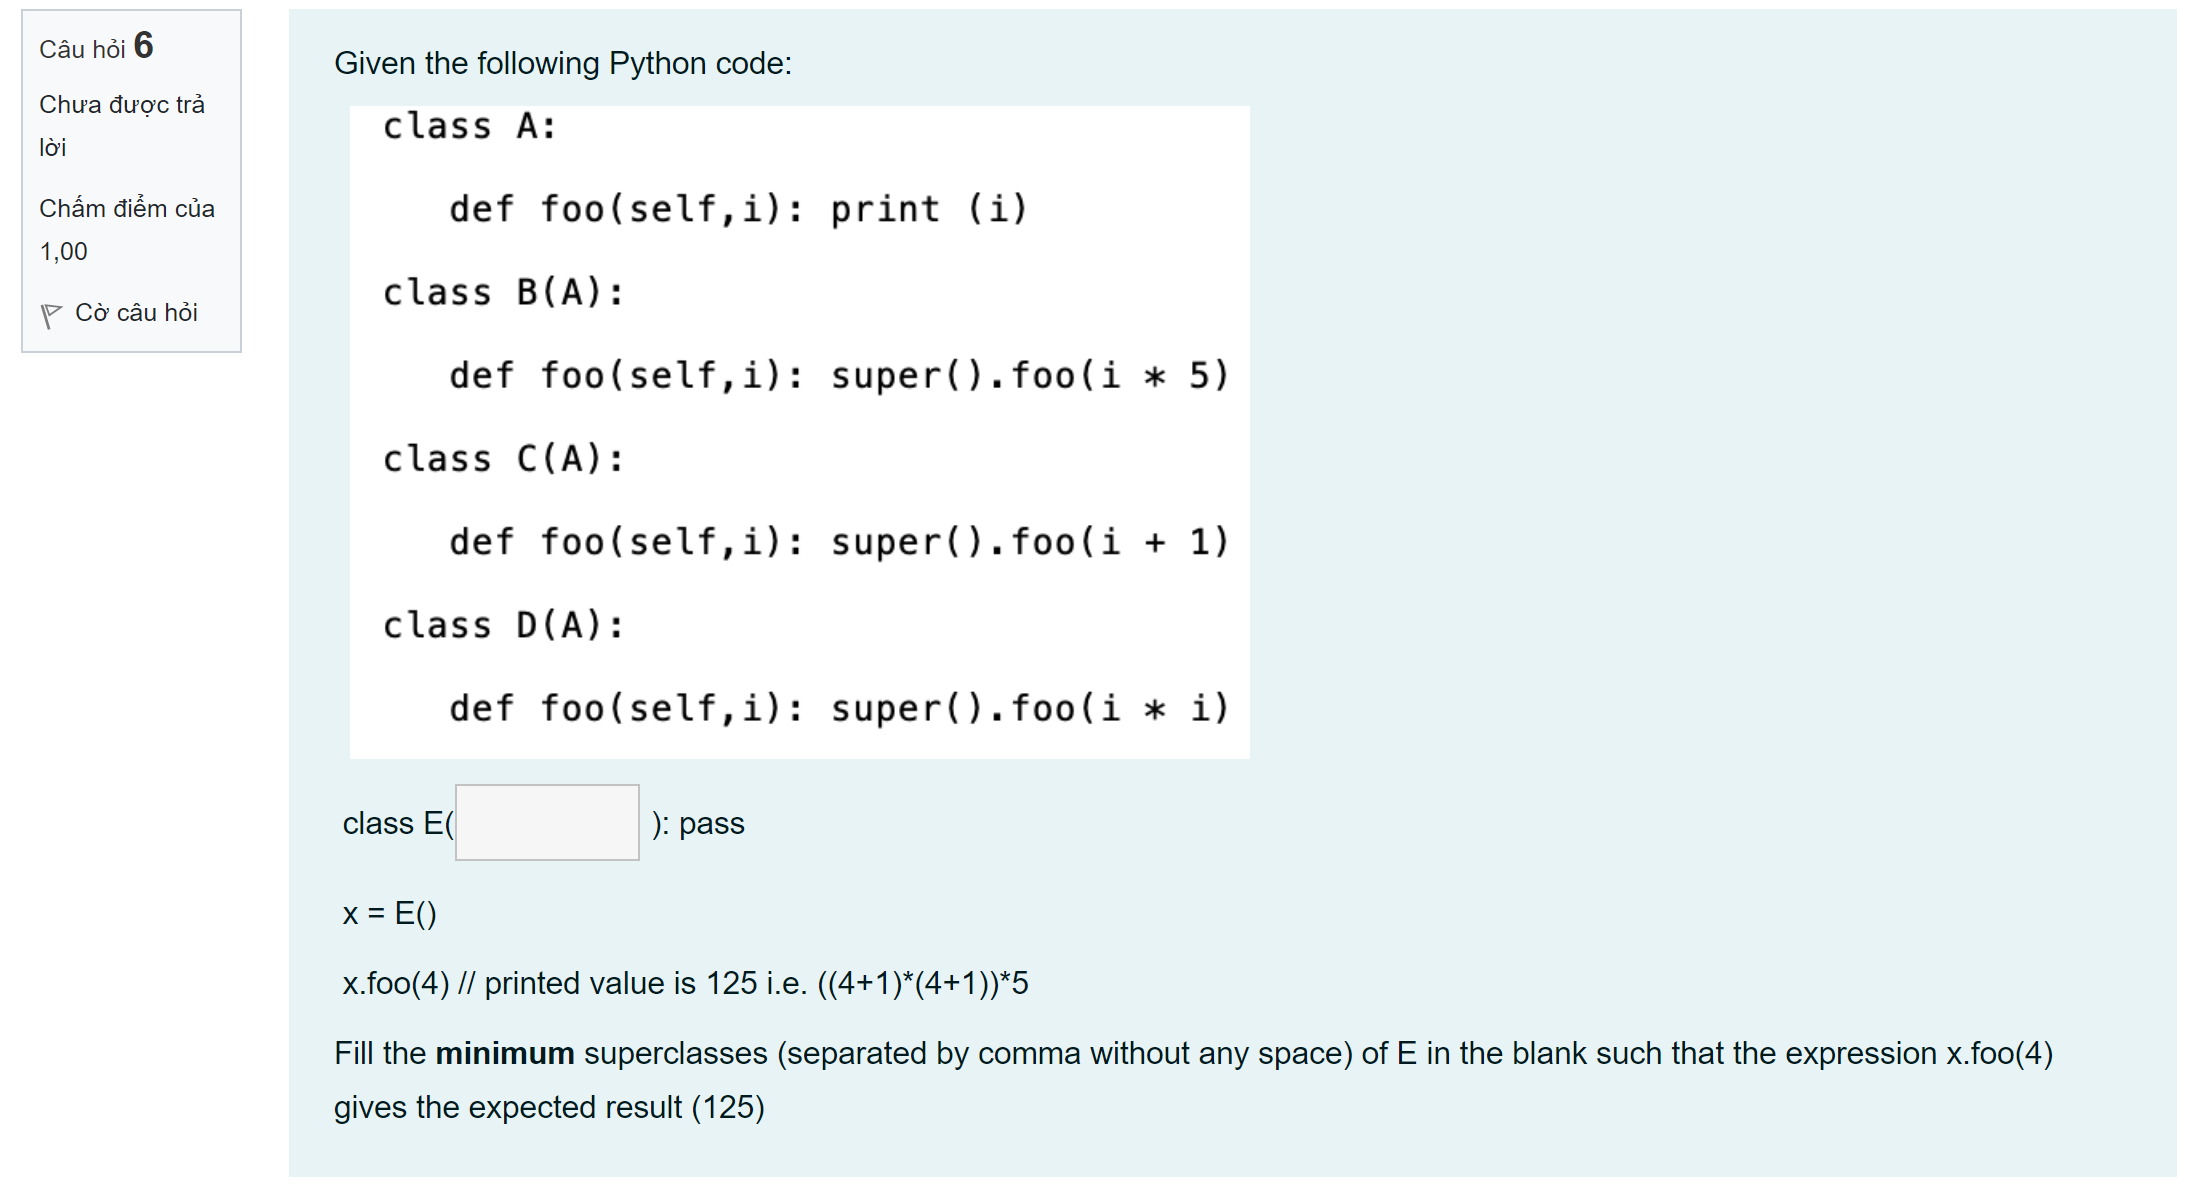 Câu hỏi 6
Chưa được trả
lời
Chấm điểm của
1,00
Cờ câu hỏi
Given the following Python code:
class A:
def foo(self,i): print (i)
class B(A):
def foo(self,i): super().foo(i * 5)
class C(A):
def foo(self,i): super().foo(i + 1)
class D(A):
def foo(self,i): super().foo(i * i)
class E( ): pass
x = E()
x.foo(4) // printed value is 125 i.e. ((4+1)*(4+1))*5
Fill the minimum superclasses (separated by comma without any space) of E in the blank such that the expression x.foo(4)
gives the expected result (125)